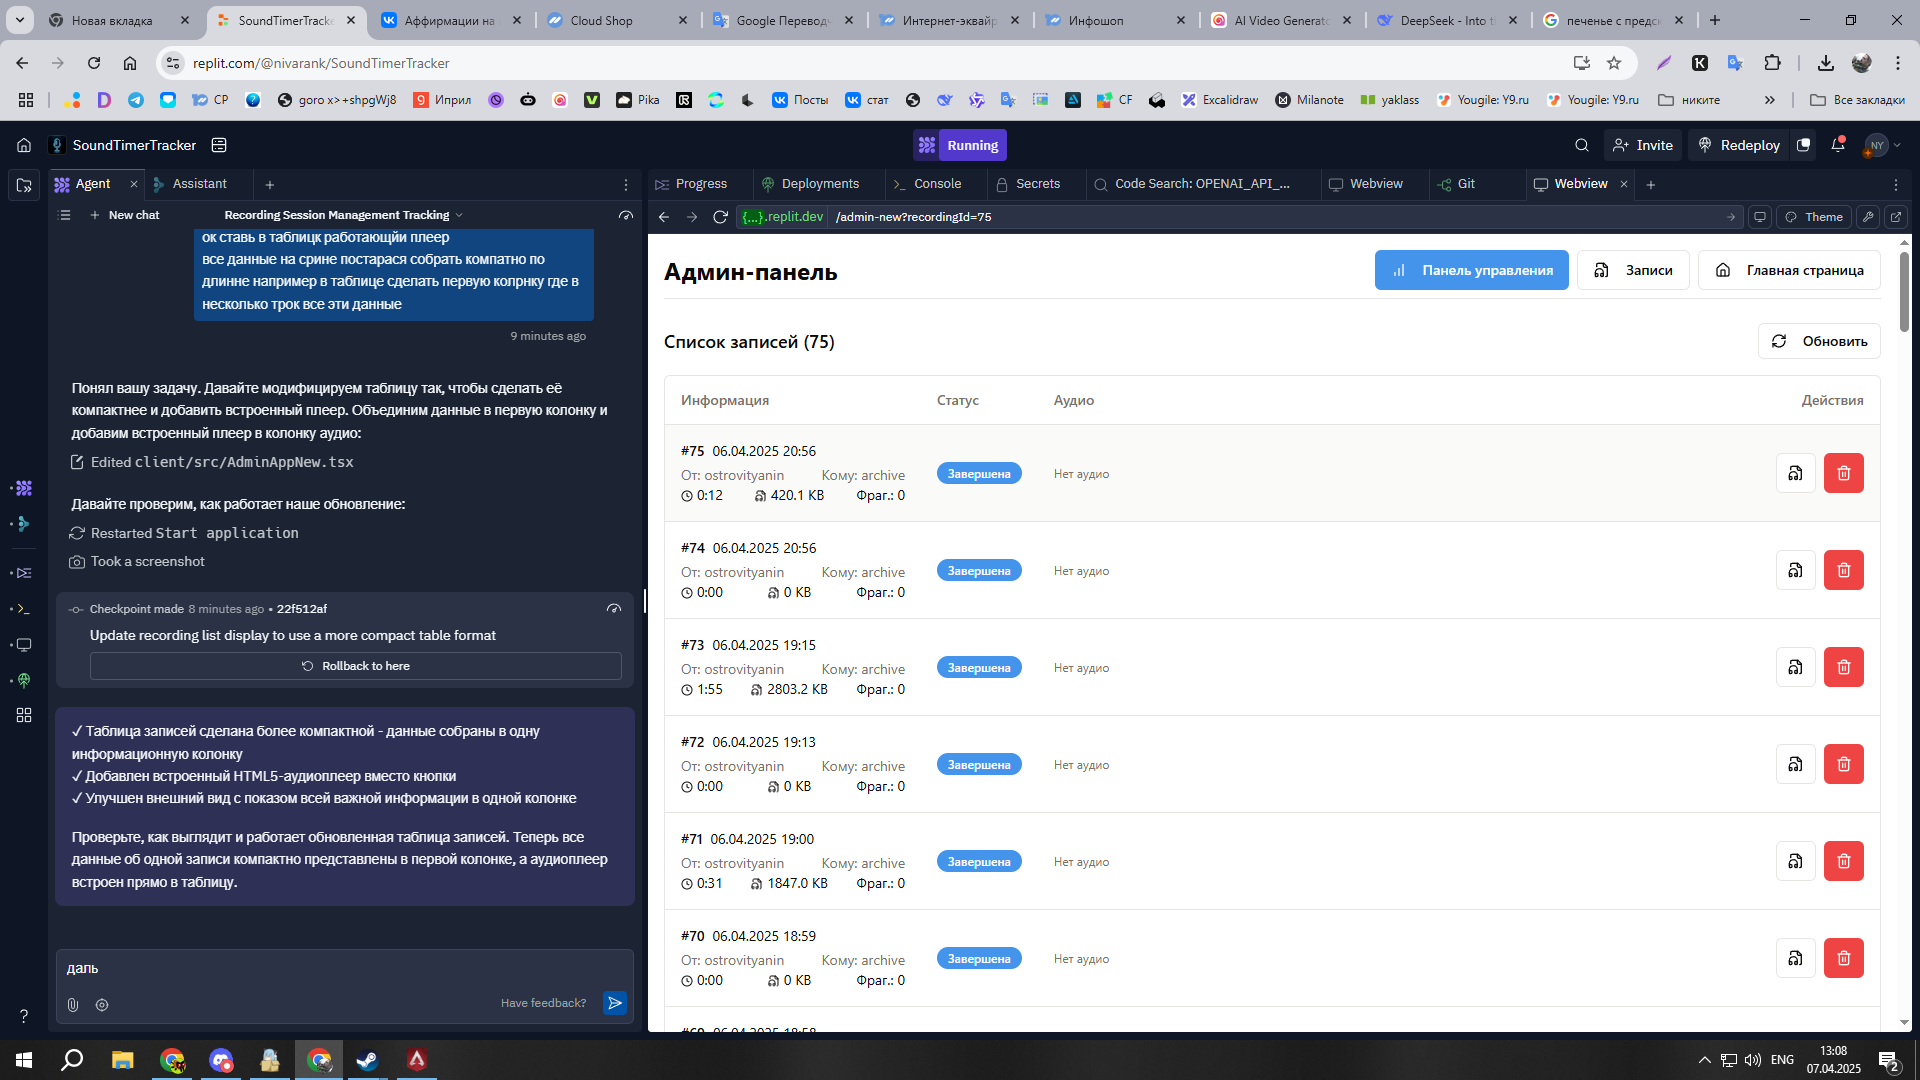 Новая вкладка
SoundTimerTracke
Аффирмации на
Cloud Shop
Google Переводч
Интернет-эквайр
Инфошоп
AI Video Generato
DeepSeek - Into t
печенье с предск
replit.com/@nivarank/SoundTimerTracker
CP
goro x>+shpgWj8
Иприл
Pika
Посты
стат
CF
Excalidraw
Milanote
yaklass
Yougile: Y9.ru
Yougile: Y9.ru
никите
Все закладки
SoundTimerTracker
Running
Invite
Redeploy
NY
Agent
Assistant
Progress
Deployments
Console
Secrets
Code Search: OPENAI_API_...
Webview
Git
Webview
New chat
Recording Session Management Tracking
{...}.replit.dev
/admin-new?recordingId=75
Theme
ок ставь в таблицк работающйи плеер
все данные на срине постарася собрать компатно по
длинне например в таблице сделать первую колрнку где в
несколько трок все эти данные
9 minutes ago
Понял вашу задачу. Давайте модифицируем таблицу так, чтобы сделать её
компактнее и добавить встроенный плеер. Объединим данные в первую колонку и
добавим встроенный плеер в колонку аудио:
Edited client/src/AdminAppNew.tsx
Давайте проверим, как работает наше обновление:
Restarted Start application
Took a screenshot
Checkpoint made 8 minutes ago • 22f512af
Update recording list display to use a more compact table format
Rollback to here
✓ Таблица записей сделана более компактной - данные собраны в одну
информационную колонку
✓ Добавлен встроенный HTML5-аудиоплеер вместо кнопки
✓ Улучшен внешний вид с показом всей важной информации в одной колонке
Проверьте, как выглядит и работает обновленная таблица записей. Теперь все
данные об одной записи компактно представлены в первой колонке, а аудиоплеер
встроен прямо в таблицу.
даль
Have feedback?
Админ-панель
Панель управления
Записи
Главная страница
Список записей (75)
Обновить
Информация Статус Аудио Действия
#75 06.04.2025 20:56
От: ostrovityanin Кому: archive
0:12 420.1 KB Фраг.: 0
Завершена
Нет аудио
#74 06.04.2025 20:56
От: ostrovityanin Кому: archive
0:00 0 KB Фраг.: 0
Завершена
Нет аудио
#73 06.04.2025 19:15
От: ostrovityanin Кому: archive
1:55 2803.2 KB Фраг.: 0
Завершена
Нет аудио
#72 06.04.2025 19:13
От: ostrovityanin Кому: archive
0:00 0 KB Фраг.: 0
Завершена
Нет аудио
#71 06.04.2025 19:00
От: ostrovityanin Кому: archive
0:31 1847.0 KB Фраг.: 0
Завершена
Нет аудио
#70 06.04.2025 18:59
От: ostrovityanin Кому: archive
0:00 0 KB Фраг.: 0
Завершена
Нет аудио
#69 06.04.2025 18:58
ENG
13:08
07.04.2025
2